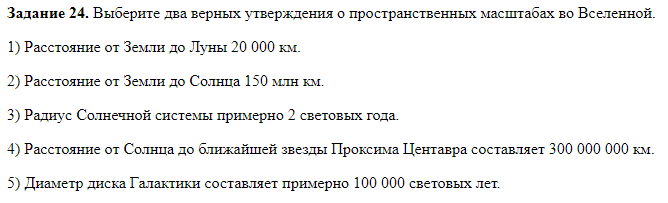 Задание 24. Выберите два верных утверждения о пространственных масштабах во Вселенной.
1) Расстояние от Земли до Луны 20 000 км.
2) Расстояние от Земли до Солнца 150 млн км.
3) Радиус Солнечной системы примерно 2 световых года.
4) Расстояние от Солнца до ближайшей звезды Проксима Центавра составляет 300 000 000 км.
5) Диаметр диска Галактики составляет примерно 100 000 световых лет.